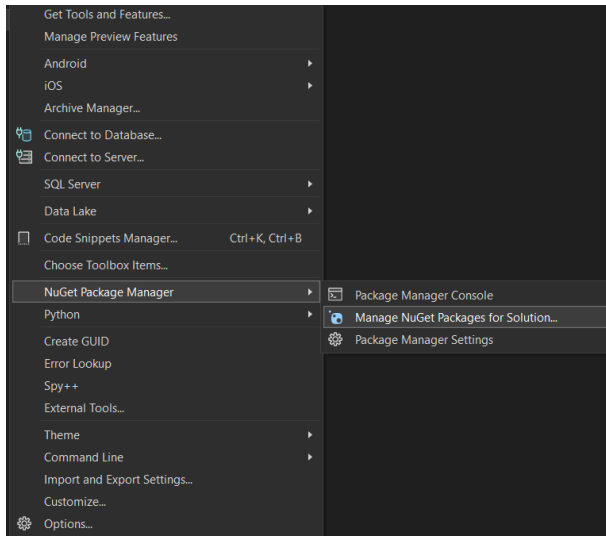 Get Tools and Features...
Manage Preview Features
Android
iOS
Archive Manager...
Connect to Database...
Connect to Server...
SQL Server
Data Lake
Code Snippets Manager... Ctrl+K, Ctrl+B
Choose Toolbox Items...
NuGet Package Manager
Package Manager Console
Python
Manage NuGet Packages for Solution...
Create GUID
Package Manager Settings
Error Lookup
Spy++
External Tools...
Theme
Command Line
Import and Export Settings...
Customize...
Options...